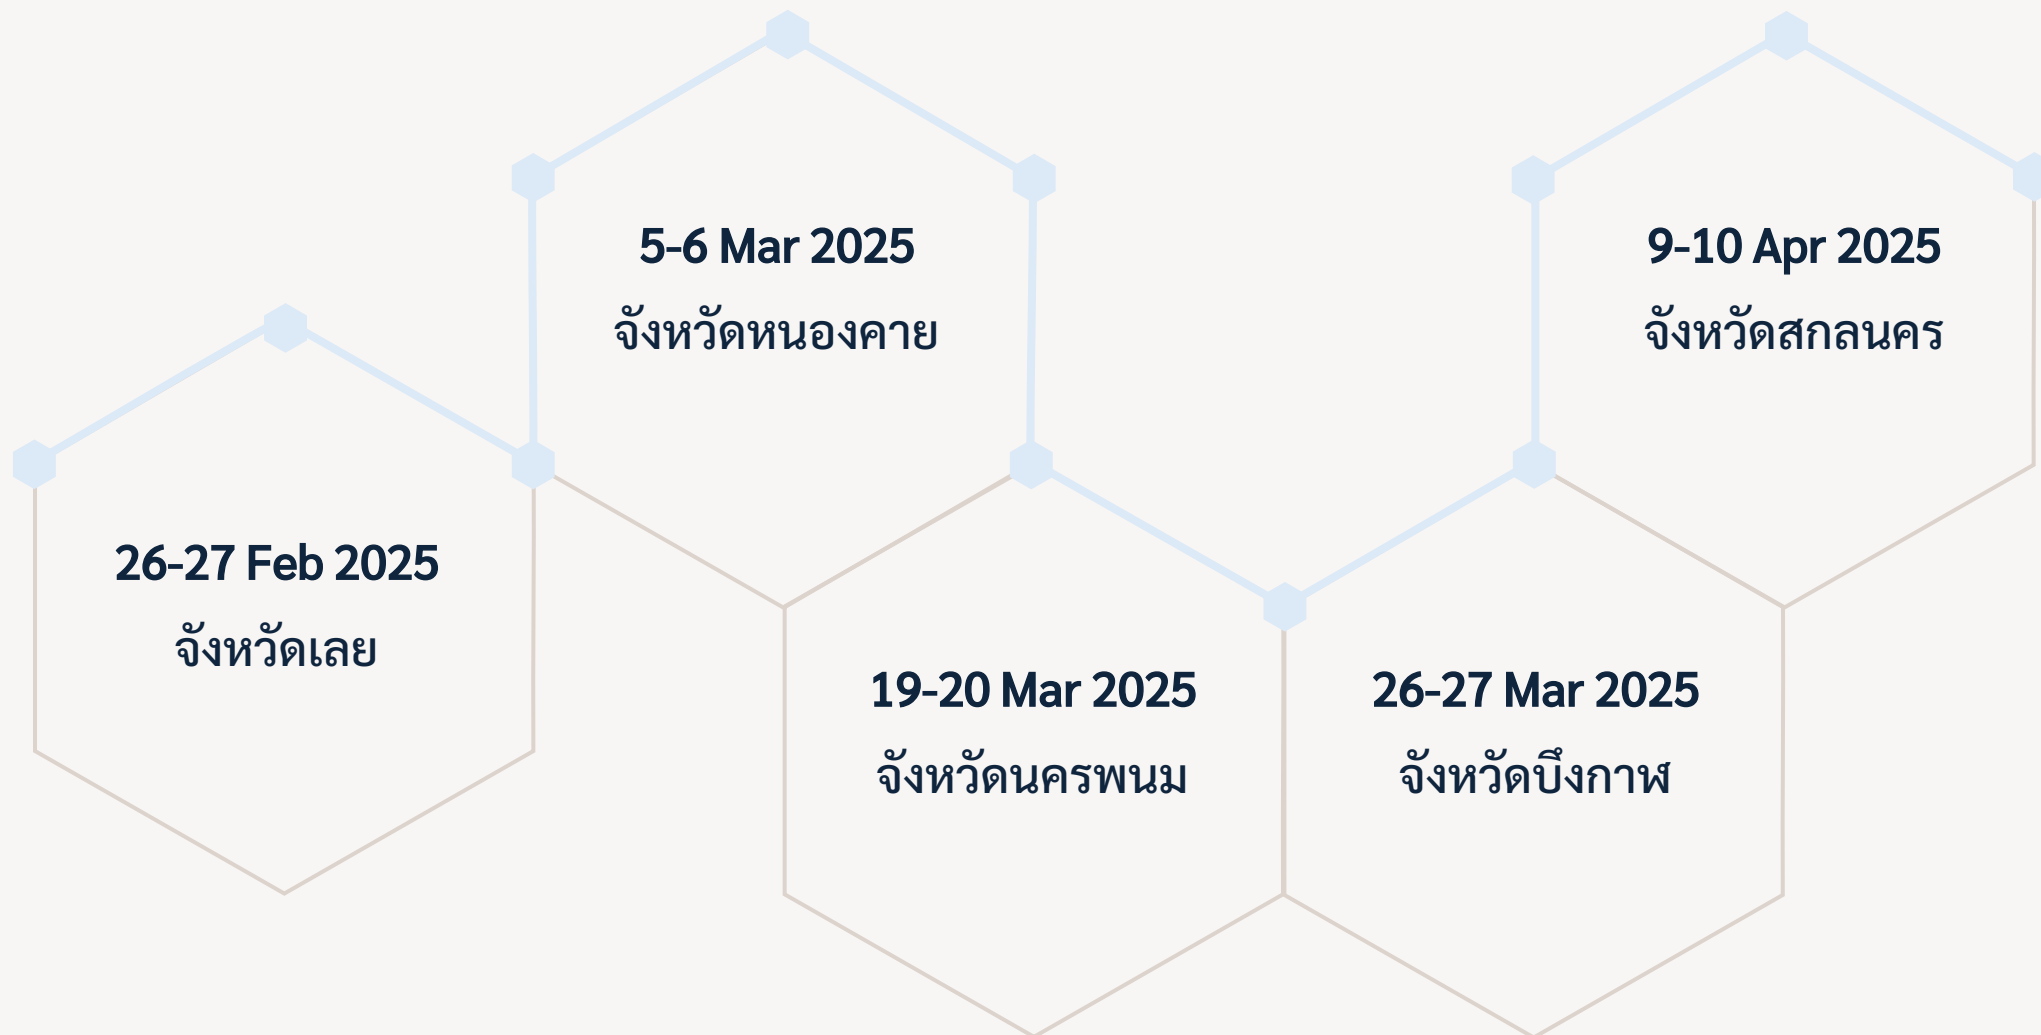 26-27 Feb 2025
จังหวัดเลย
5-6 Mar 2025
จังหวัดหนองคาย
19-20 Mar 2025
จังหวัดนครพนม
26-27 Mar 2025
จังหวัดบึงกาฬ
9-10 Apr 2025
จังหวัดสกลนคร